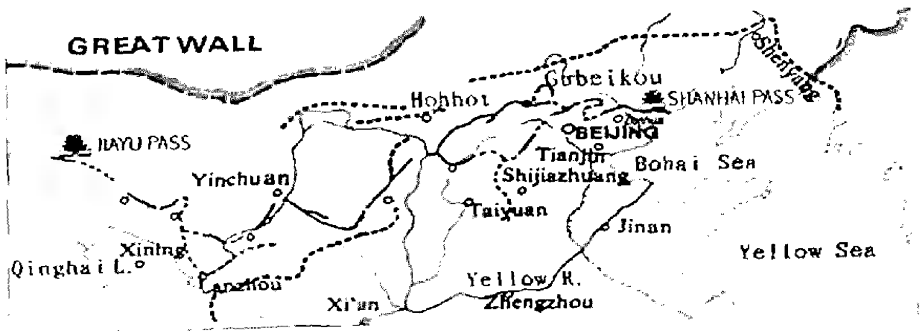 GREAT WALL
Shenyang
Gubeikou
Hohhot
SHANHAI PASS
BEIJING
JIAYU PASS
Tianjin
Bohai Sea
Yinchuan
Shijiazhuang
Taiyuan
Jinan
Xining
Yellow Sea
Qinghai L.
Lanzhou
Yellow R.
Xi'an
Zhengzhou